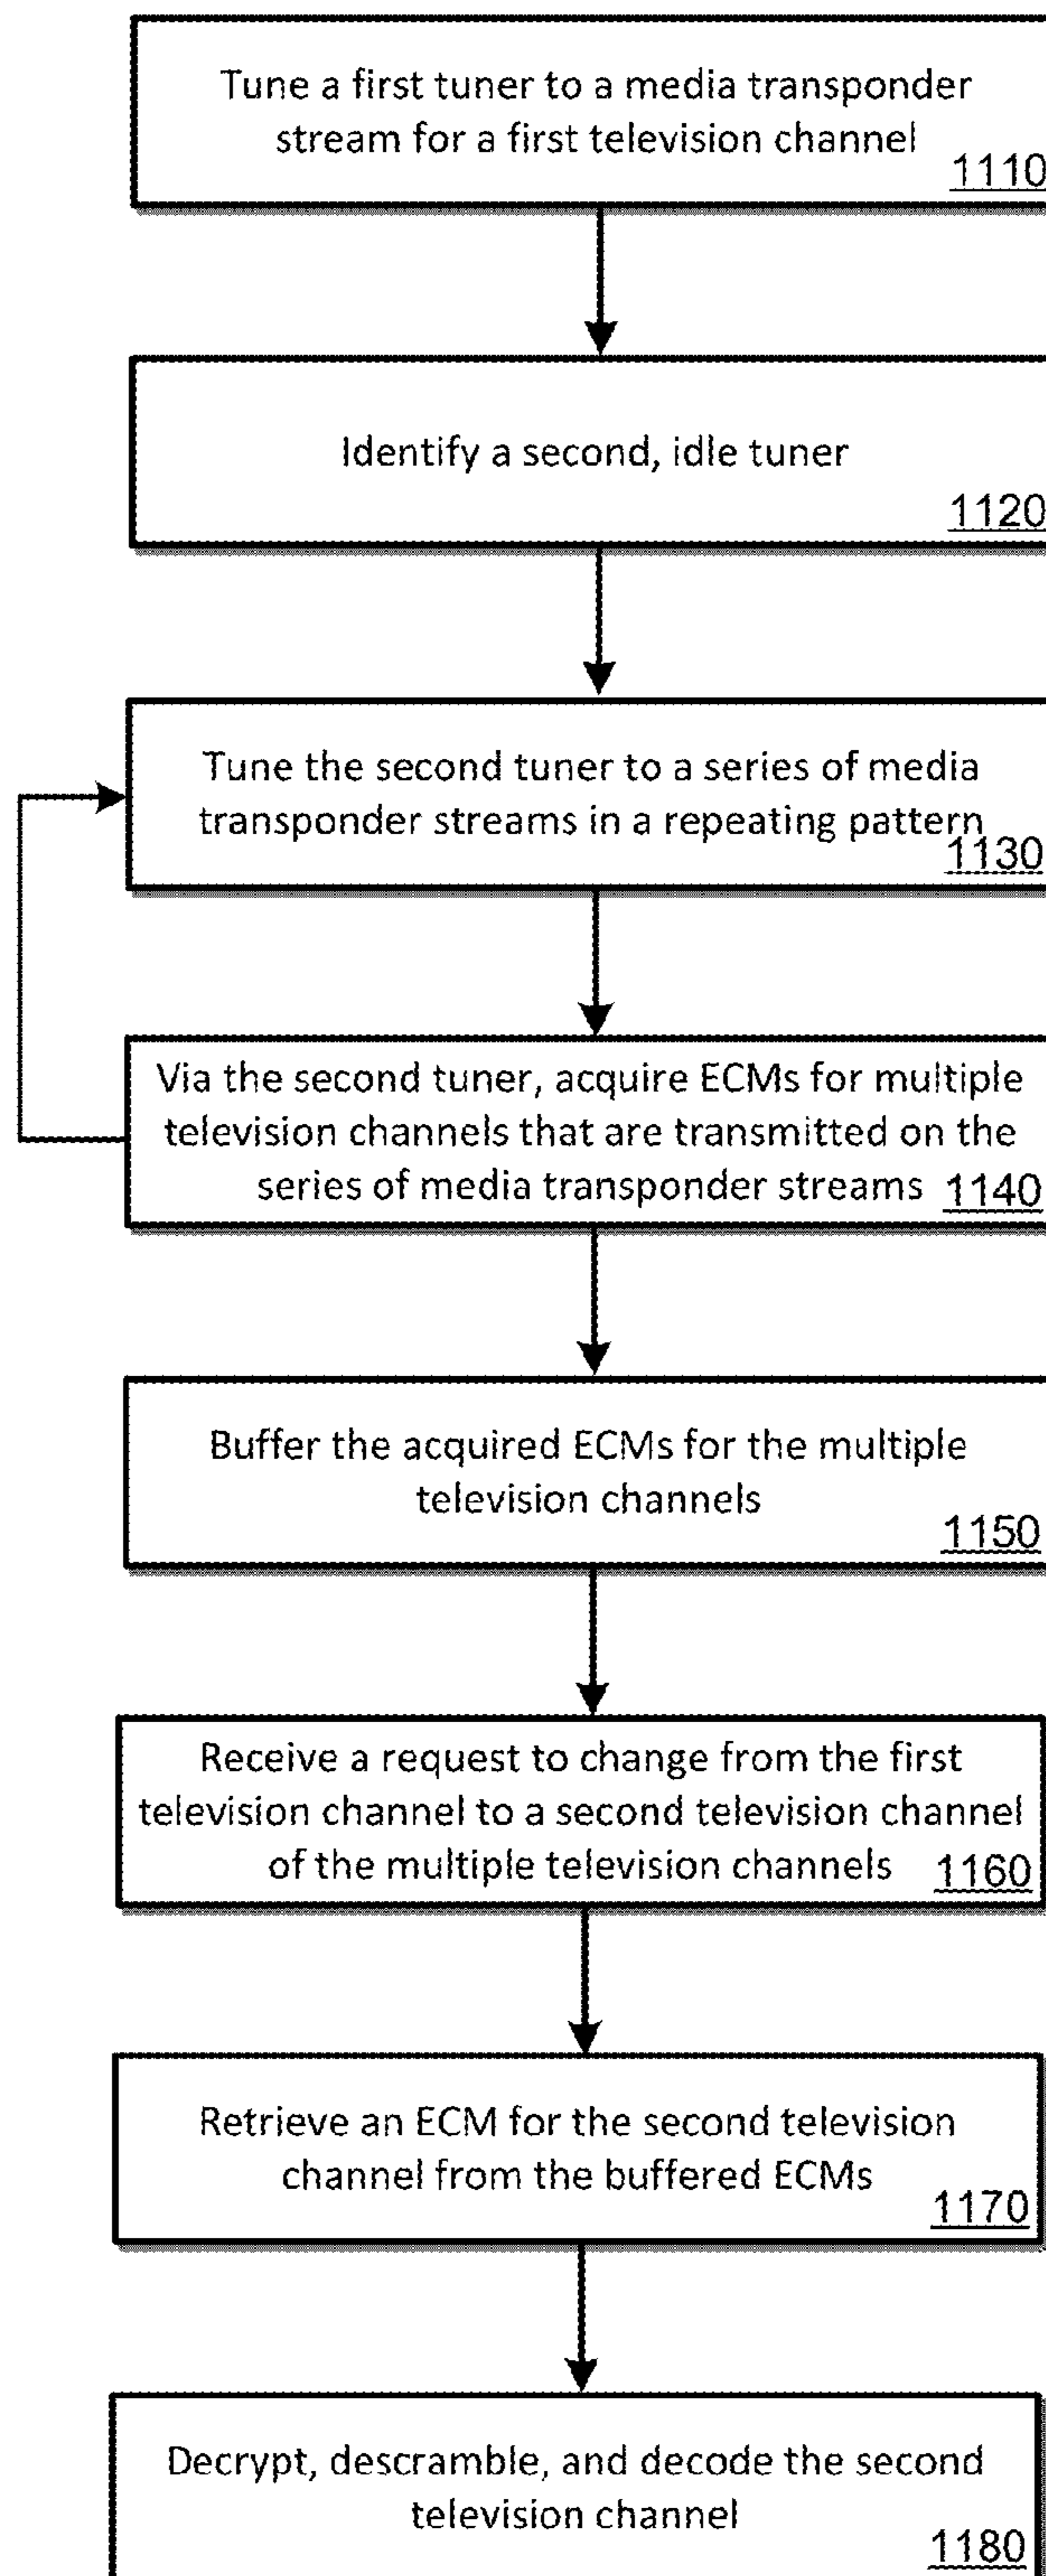 Tune a first tuner to a media transponder
stream for a first television channel
1110
Identify a second, idle tuner
1120
Tune the second tuner to a series of media
transponder streams in a repeating pattern
1130
Via the second tuner, acquire ECMs for multiple
television channels that are transmitted on the
series of media transponder streams 1140
Buffer the acquired ECMs for the multiple
television channels
1150
Receive a request to change from the first
television channel to a second television channel
of the multiple television channels 1160
Retrieve an ECM for the second television
channel from the buffered ECMs
1170
Decrypt, descramble, and decode the second
television channel
1180